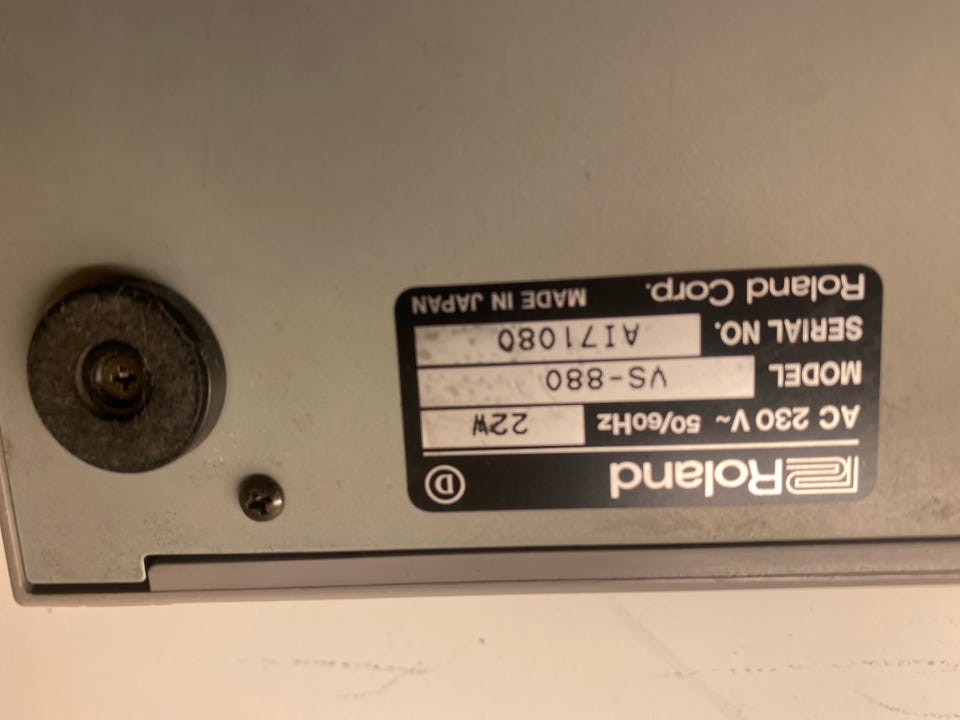 Roland Ⓓ
AC 230 V~ 50/60Hz 22W
MODEL VS-880
SERIAL NO. AI71080
Roland Corp. MADE IN JAPAN